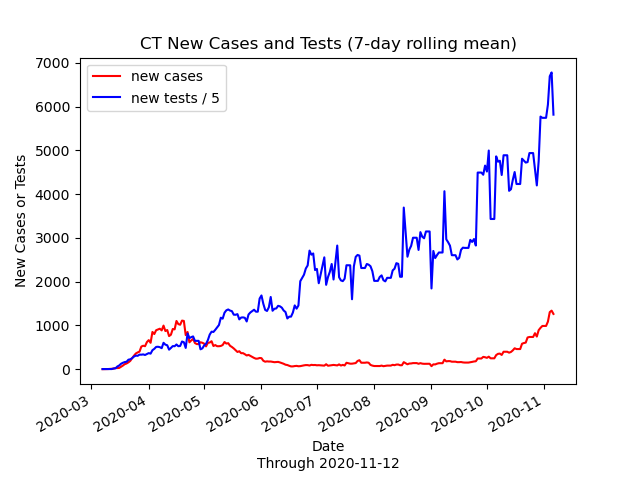 CT New Cases and Tests (7-day rolling mean)
new cases
new tests / 5
New Cases or Tests
7000
6000
5000
4000
3000
2000
1000
0
2020-03
2020-04
2020-05
2020-06
2020-07
2020-08
2020-09
2020-10
2020-11
Date
Through 2020-11-12